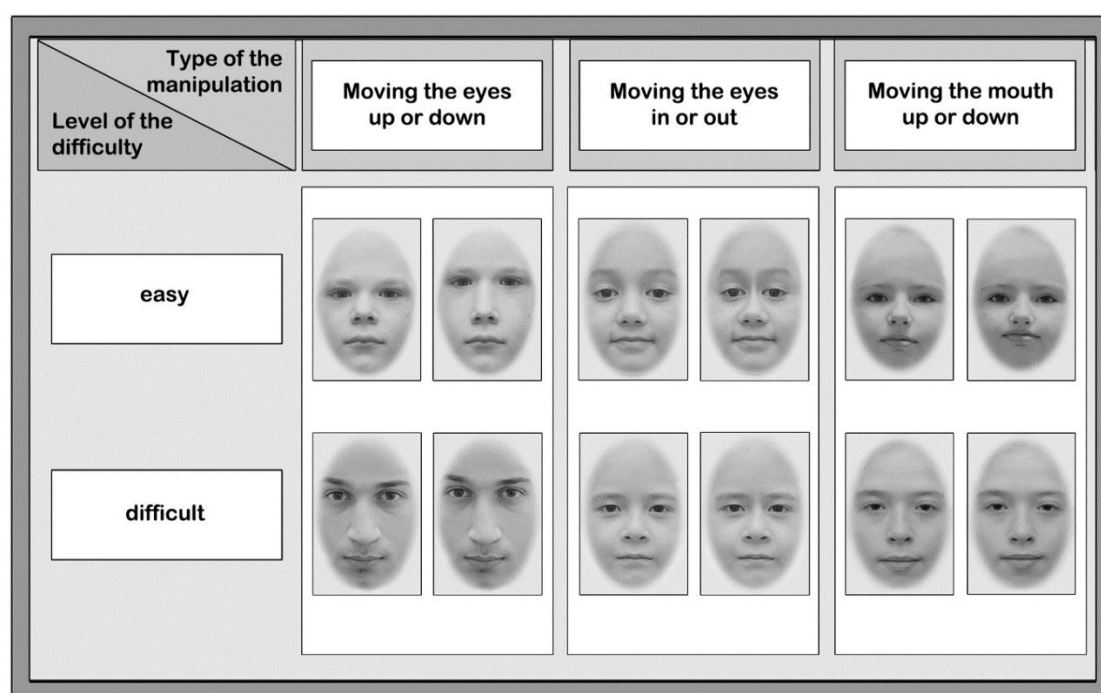 Type of the
manipulation
Level of the
difficulty
Moving the eyes
up or down
Moving the eyes
in or out
Moving the mouth
up or down
easy
difficult